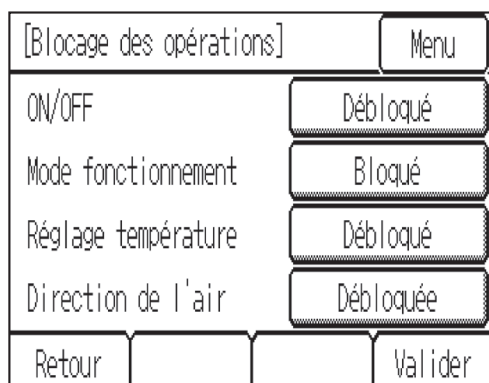 [Blocage des opérations] Menu
ON/OFF Débloqué
Mode fonctionnement Bloqué
Réglage température Débloqué
Direction de l'air Débloquée
Retour Valider